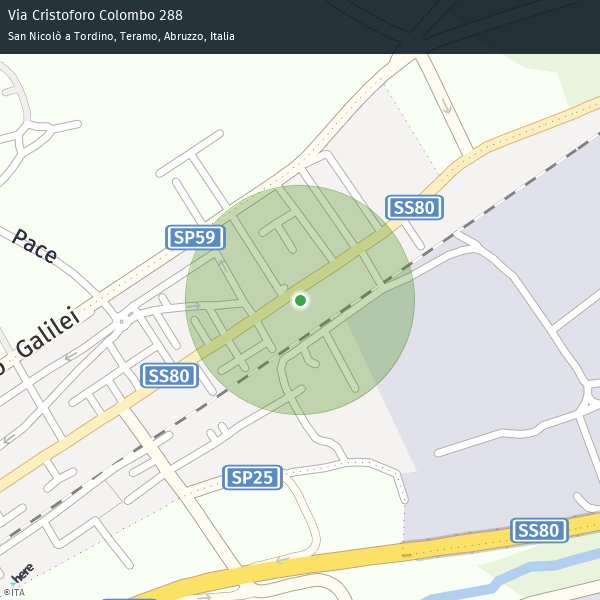 Via Cristoforo Colombo 288
San Nicolò a Tordino, Teramo, Abruzzo, Italia
SS80
SP59
Pace
Galilei
SS80
SP25
SS80
here
©ITA